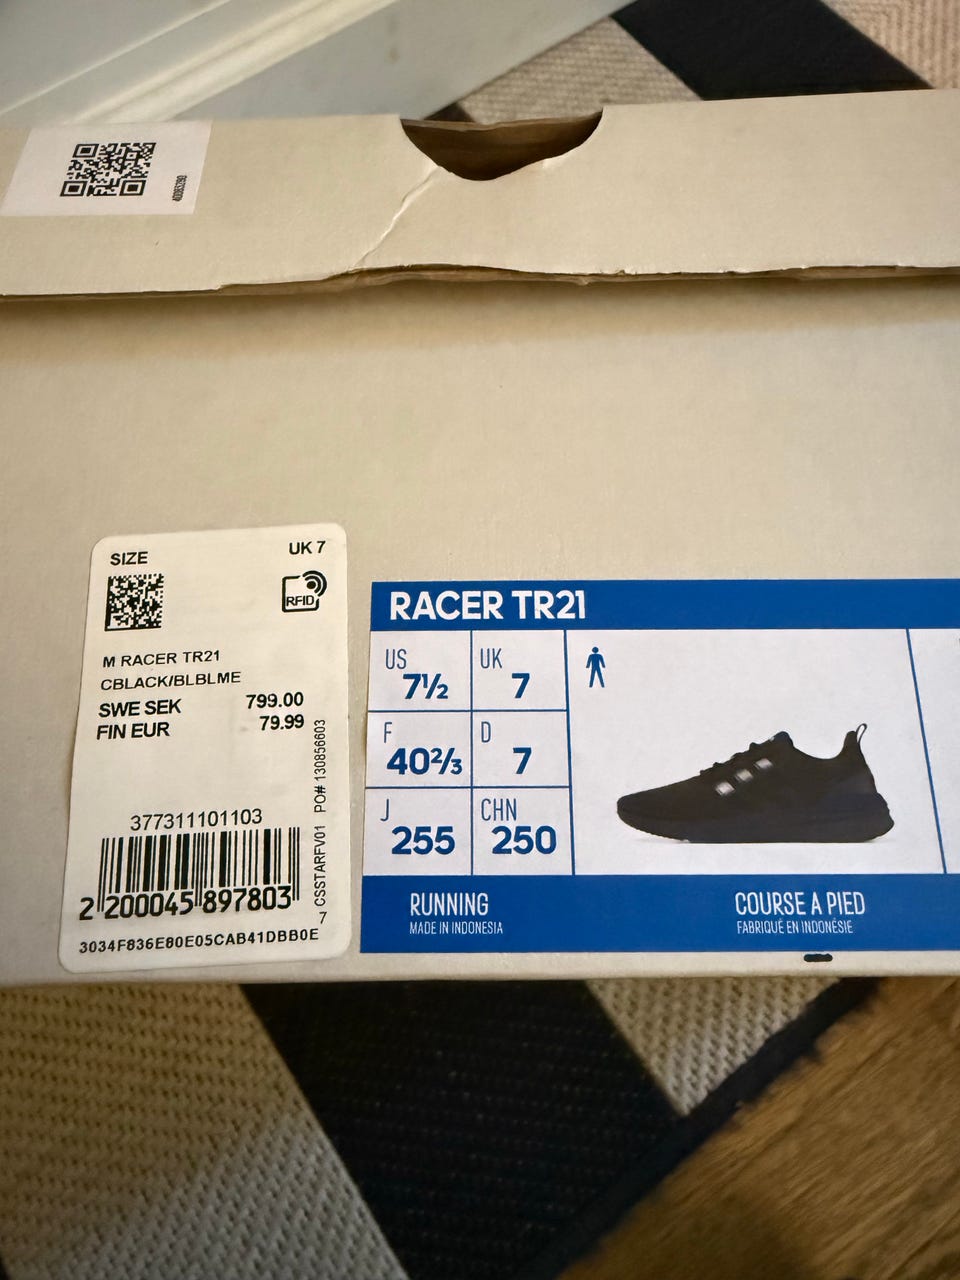 40065290
SIZE
UK 7
RFID
M RACER TR21
CBLACK/BLBLME
SWE SEK 799.00
FIN EUR 79.99
377311101103
2 200045 897803
3034F836E80E05CAB41DBB0E
7 CSSTARFV01 PO# 130856603
RACER TR21
US 7½
UK 7
F 40⅔
D 7
J 255
CHN 250
RUNNING
MADE IN INDONESIA
COURSE A PIED
FABRIQUÉ EN INDONÉSIE